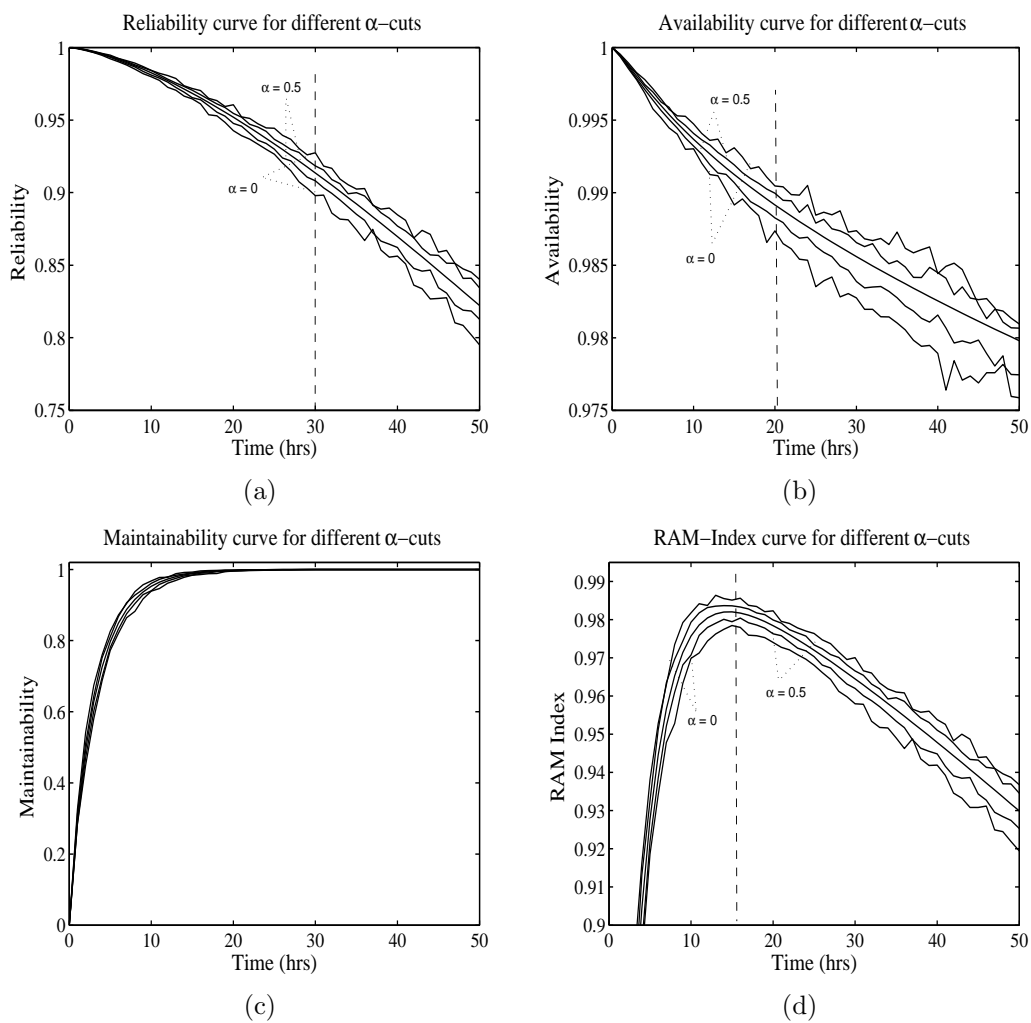 Reliability curve for different α−cuts
1
0.95
0.9
0.85
0.8
0.75
Reliability
α = 0.5
α = 0
0 10 20 30 40 50
Time (hrs)
(a)
Availability curve for different α−cuts
1
0.995
0.99
0.985
0.98
0.975
Availability
α = 0.5
α = 0
0 10 20 30 40 50
Time (hrs)
(b)
Maintainability curve for different α−cuts
1
0.8
0.6
0.4
0.2
0
Maintainability
0 10 20 30 40 50
Time (hrs)
(c)
RAM−Index curve for different α−cuts
0.99
0.98
0.97
0.96
0.95
0.94
0.93
0.92
0.91
0.9
RAM Index
α = 0.5
α = 0
0 10 20 30 40 50
Time (hrs)
(d)